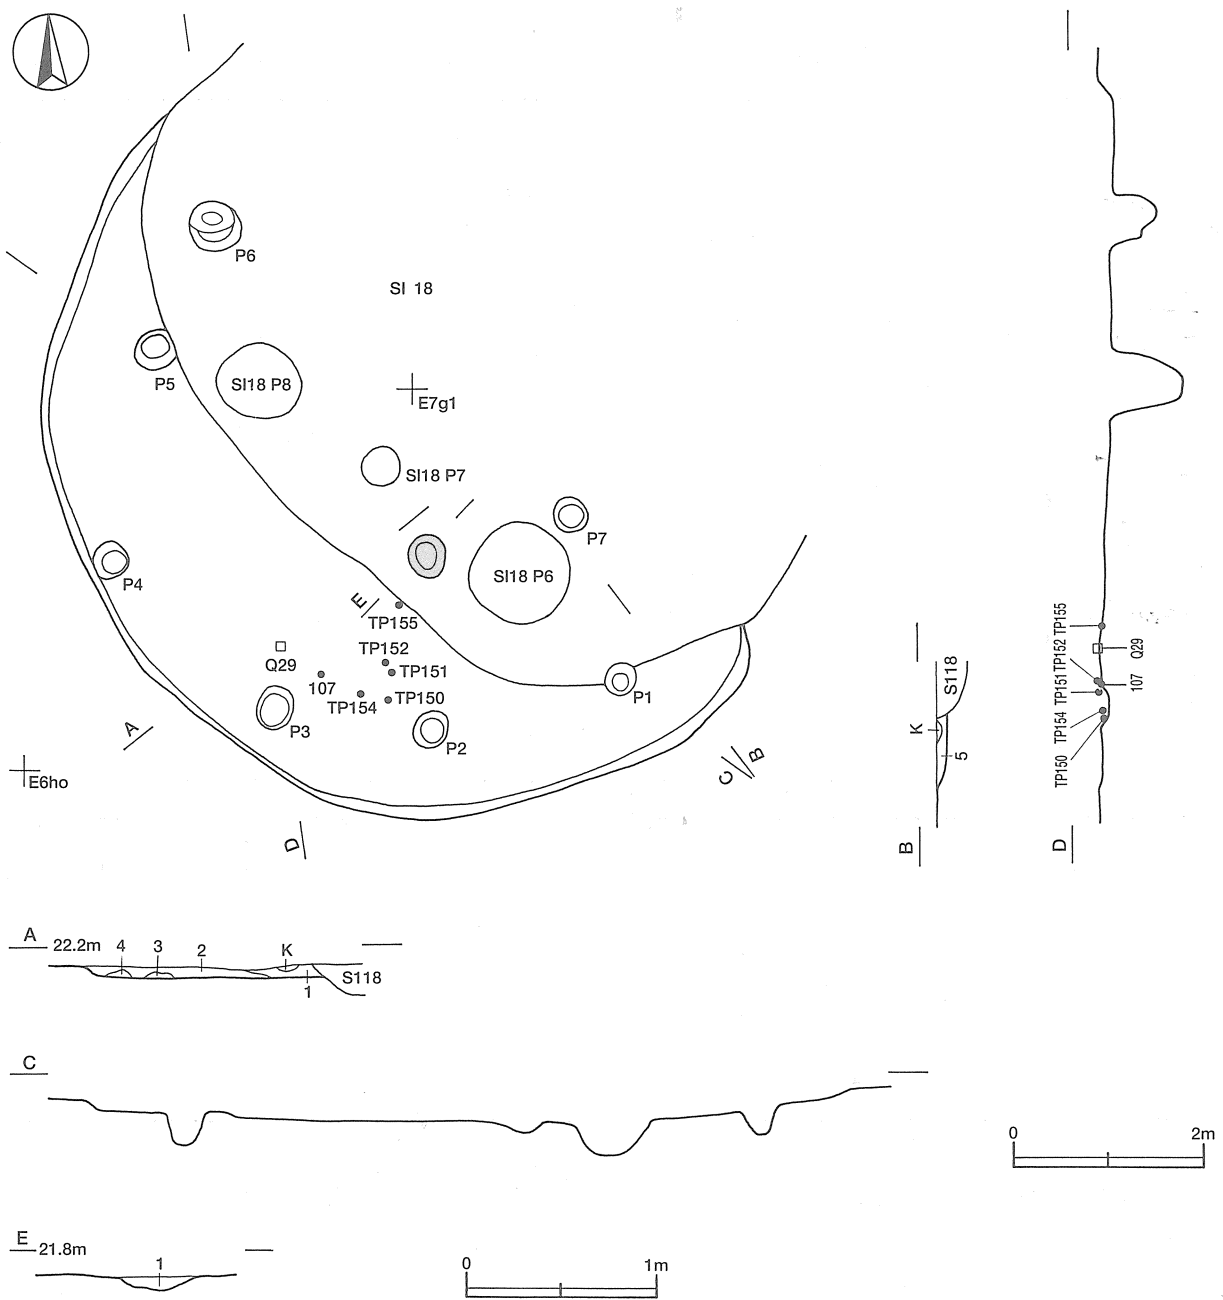 P6
SI 18
P5
SI18 P8
E7g1
SI18 P7
P7
SI18 P6
P4
E
TP155
TP152
Q29
TP151
107
TP154
TP150
P1
P3
P2
A
C
B
E6ho
D
S118
K
5
B
TP155
TP152
Q29
TP151
107
TP154
TP150
D
A
22.2m
4
3
2
K
1
S118
C
0
2m
E
21.8m
1
0
1m